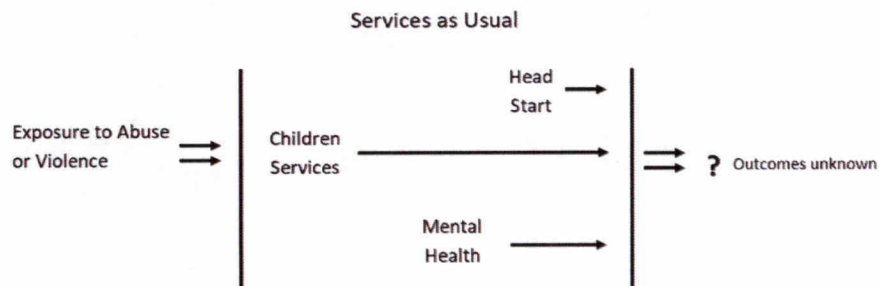 Services as Usual
Head
Start
Exposure to Abuse
or Violence
Children
Services
? Outcomes unknown
Mental
Health